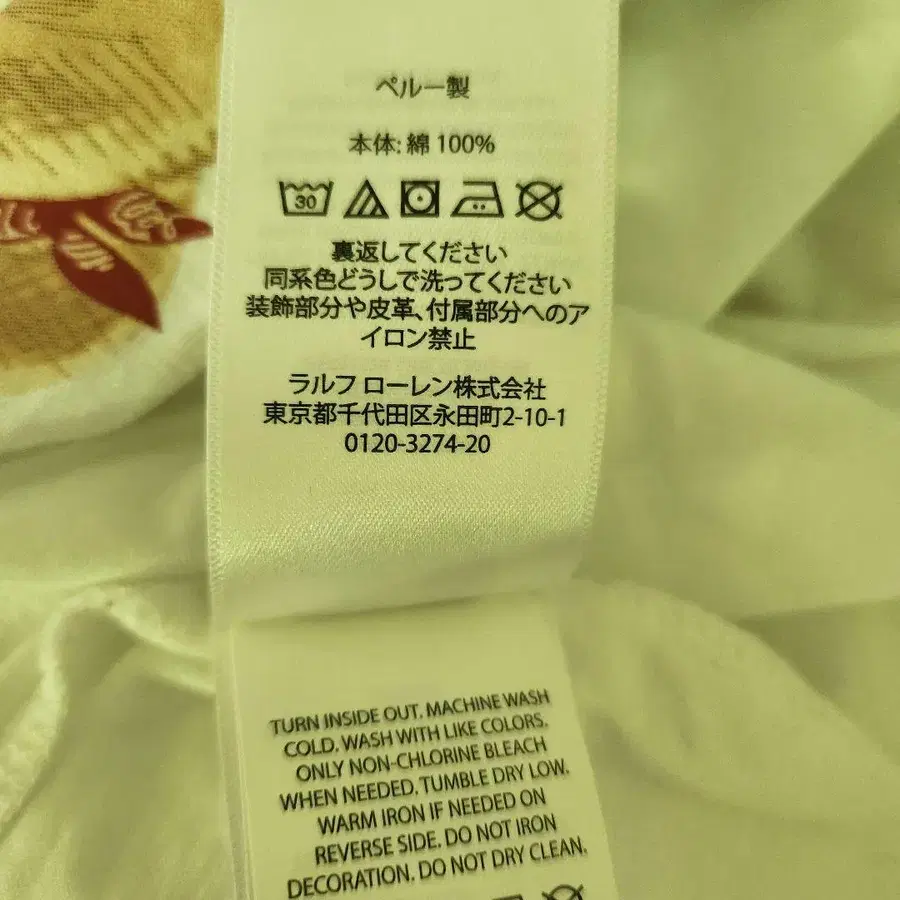 ペルー製
本体: 綿 100%
30
裏返してください
同系色どうしで洗ってください
装飾部分や皮革、付属部分へのア
イロン禁止
ラルフ ローレン株式会社
東京都千代田区永田町2-10-1
0120-3274-20
TURN INSIDE OUT. MACHINE WASH
COLD. WASH WITH LIKE COLORS.
ONLY NON-CHLORINE BLEACH
WHEN NEEDED. TUMBLE DRY LOW.
WARM IRON IF NEEDED ON
REVERSE SIDE. DO NOT IRON
DECORATION. DO NOT DRY CLEAN.